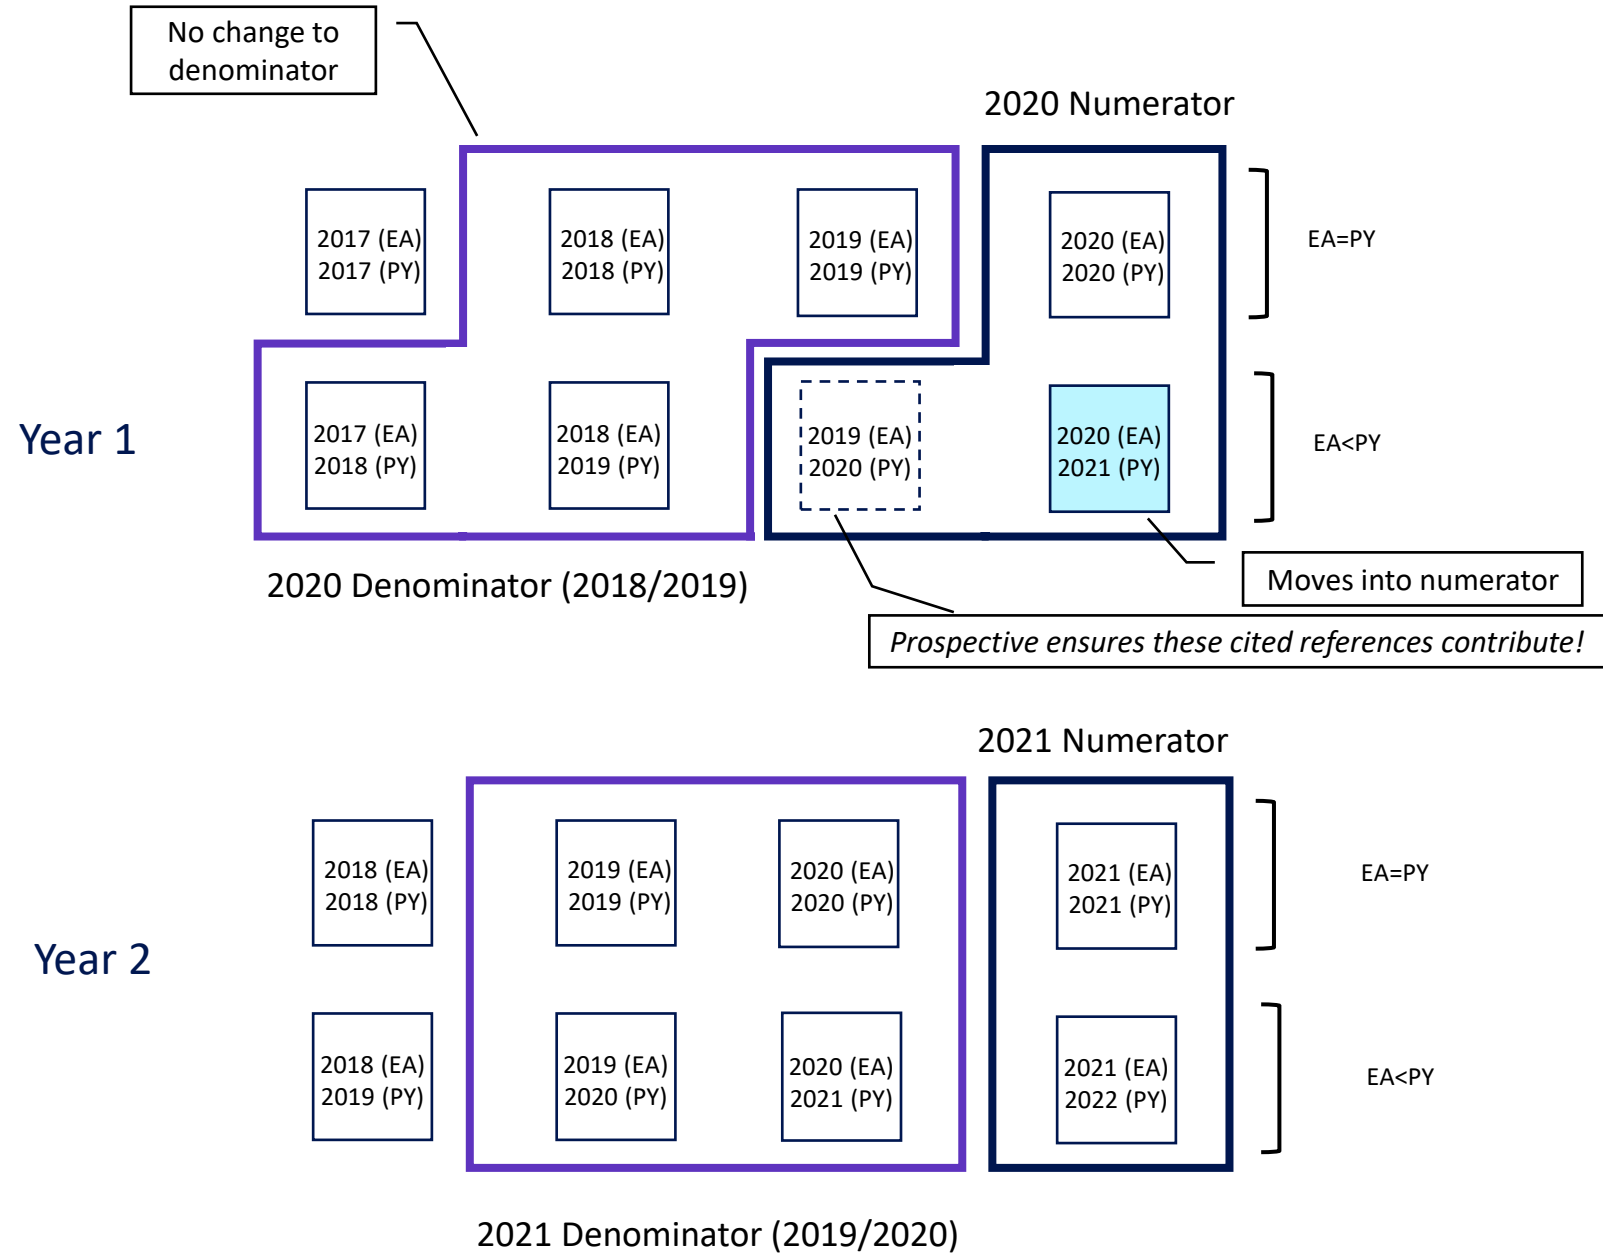 No change to
denominator
2020 Numerator
2017 (EA)
2017 (PY)
2018 (EA)
2018 (PY)
2019 (EA)
2019 (PY)
2020 (EA)
2020 (PY)
EA=PY
Year 1
2017 (EA)
2018 (PY)
2018 (EA)
2019 (PY)
2019 (EA)
2020 (PY)
2020 (EA)
2021 (PY)
EA<PY
2020 Denominator (2018/2019)
Moves into numerator
Prospective ensures these cited references contribute!
2021 Numerator
2018 (EA)
2018 (PY)
2019 (EA)
2019 (PY)
2020 (EA)
2020 (PY)
2021 (EA)
2021 (PY)
EA=PY
Year 2
2018 (EA)
2019 (PY)
2019 (EA)
2020 (PY)
2020 (EA)
2021 (PY)
2021 (EA)
2022 (PY)
EA<PY
2021 Denominator (2019/2020)